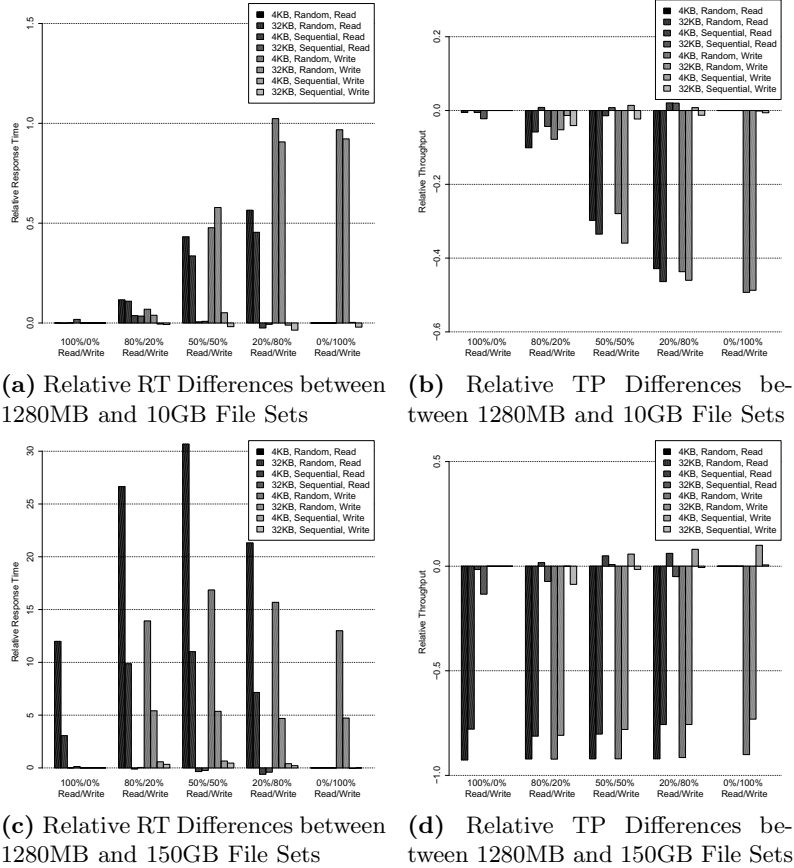 1.5
1.0
0.5
0.0
Relative Response Time
4KB, Random, Read
32KB, Random, Read
4KB, Sequential, Read
32KB, Sequential, Read
4KB, Random, Write
32KB, Random, Write
4KB, Sequential, Write
32KB, Sequential, Write
100%/0% 80%/20% 50%/50% 20%/80% 0%/100%
Read/Write Read/Write Read/Write Read/Write Read/Write
(a) Relative RT Differences between
1280MB and 10GB File Sets
0.2
0.0
−0.2
−0.4
−0.6
Relative Throughput
4KB, Random, Read
32KB, Random, Read
4KB, Sequential, Read
32KB, Sequential, Read
4KB, Random, Write
32KB, Random, Write
4KB, Sequential, Write
32KB, Sequential, Write
100%/0% 80%/20% 50%/50% 20%/80% 0%/100%
Read/Write Read/Write Read/Write Read/Write Read/Write
(b) Relative TP Differences be-
tween 1280MB and 10GB File Sets
30
25
20
15
10
5
0
Relative Response Time
4KB, Random, Read
32KB, Random, Read
4KB, Sequential, Read
32KB, Sequential, Read
4KB, Random, Write
32KB, Random, Write
4KB, Sequential, Write
32KB, Sequential, Write
100%/0% 80%/20% 50%/50% 20%/80% 0%/100%
Read/Write Read/Write Read/Write Read/Write Read/Write
(c) Relative RT Differences between
1280MB and 150GB File Sets
0.5
0.0
−0.5
−1.0
Relative Throughput
4KB, Random, Read
32KB, Random, Read
4KB, Sequential, Read
32KB, Sequential, Read
4KB, Random, Write
32KB, Random, Write
4KB, Sequential, Write
32KB, Sequential, Write
100%/0% 80%/20% 50%/50% 20%/80% 0%/100%
Read/Write Read/Write Read/Write Read/Write Read/Write
(d) Relative TP Differences be-
tween 1280MB and 150GB File Sets